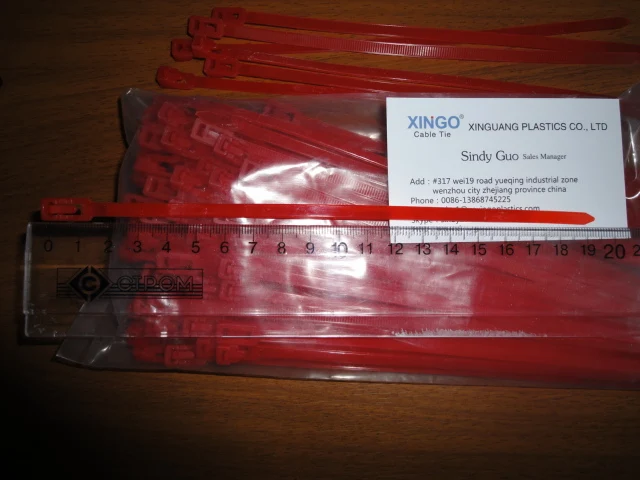 XINGO® XINGUANG PLASTICS CO., LTD
Cable Tie
Sindy Guo Sales Manager
Add : #317 wei19 road yueqing industrial zone
wenzhou city zhejiang province china
Phone : 0086-13868745225
0 1 2 3 4 5 6 7 8 9 10 11 12 13 14 15 16 17 18 19 20
СТРОМ